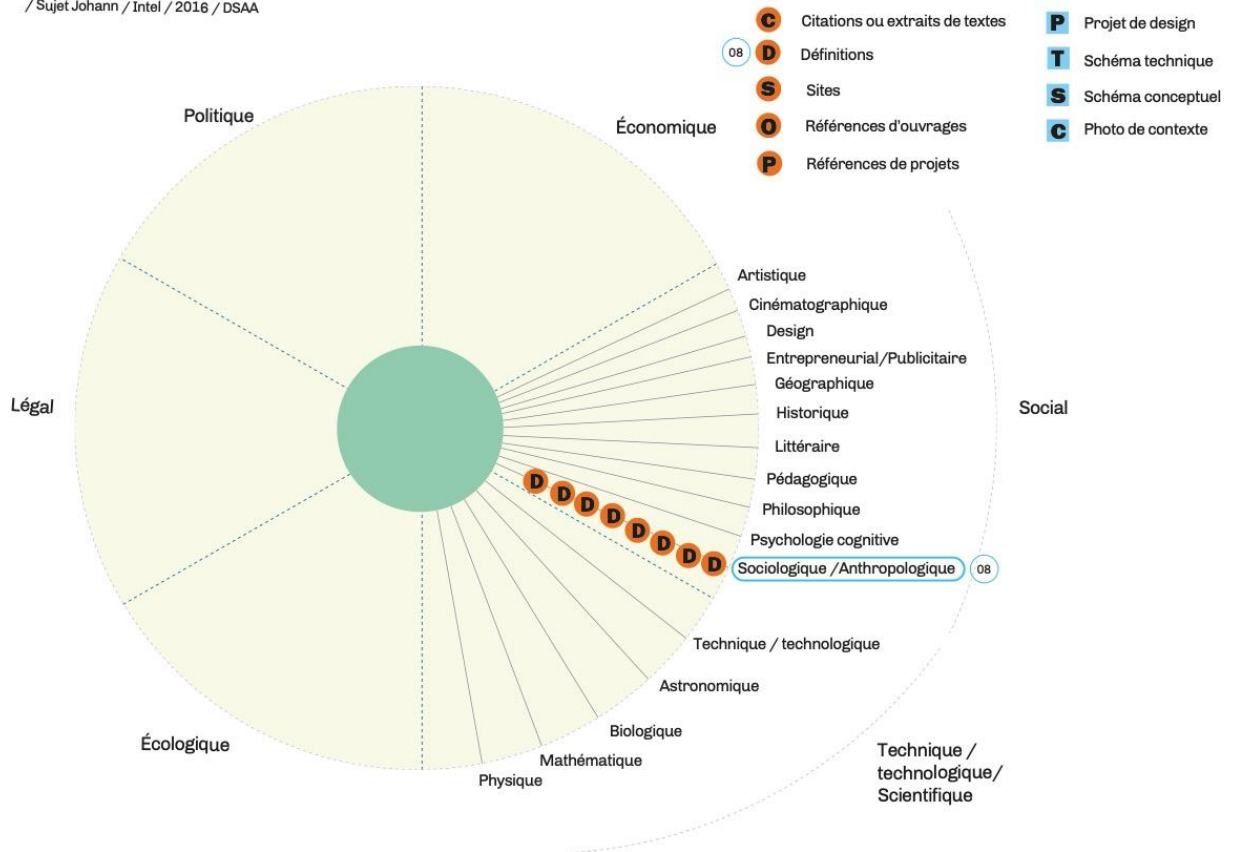 / Sujet Johann / Intel / 2016 / DSAA
C Citations ou extraits de textes
08 D Définitions
S Sites
O Références d'ouvrages
P Références de projets
P Projet de design
T Schéma technique
S Schéma conceptuel
C Photo de contexte
Politique
Économique
Légal
Écologique
Artistique
Cinématographique
Design
Entrepreneurial/Publicitaire
Géographique
Historique
Littéraire
Pédagogique
Philosophique
Psychologie cognitive
D D D D D D D D
Sociologique /Anthropologique 08
Social
Technique / technologique
Astronomique
Biologique
Mathématique
Physique
Technique /
technologique/
Scientifique